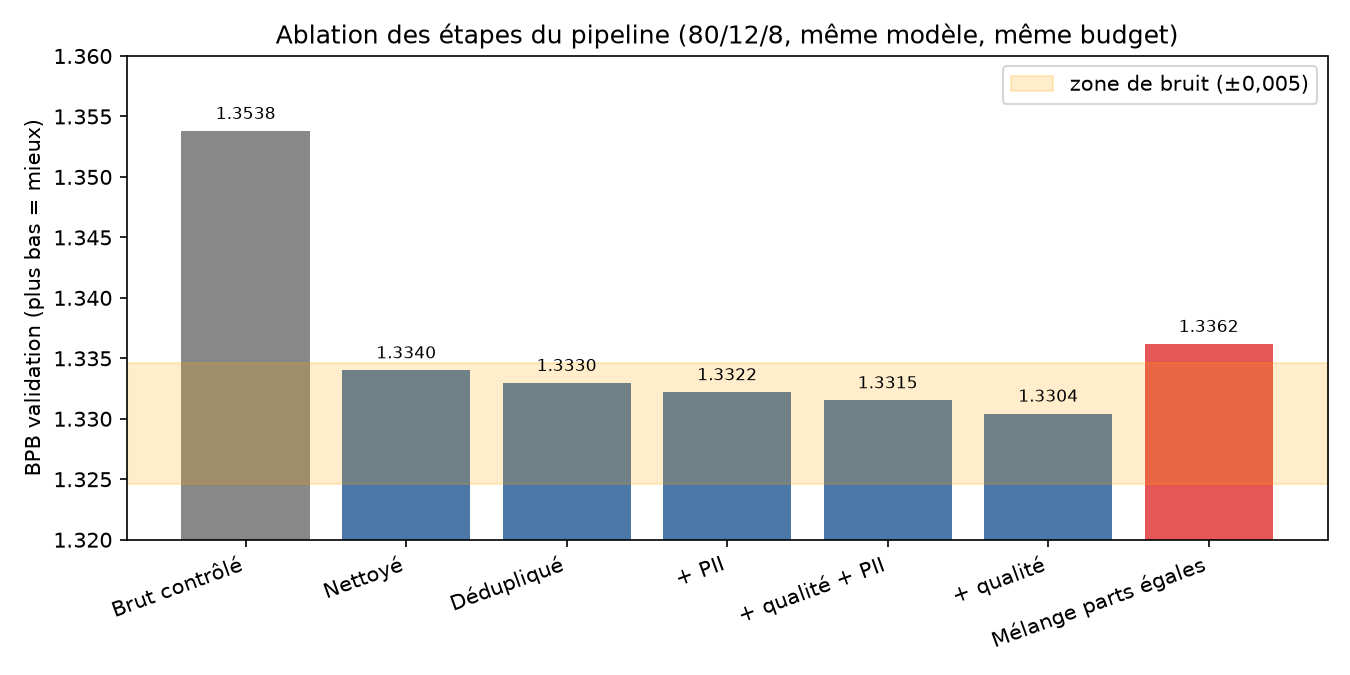 Ablation des étapes du pipeline (80/12/8, même modèle, même budget)
zone de bruit (±0,005)
BPB validation (plus bas = mieux)
1.360
1.355
1.350
1.345
1.340
1.335
1.330
1.325
1.320
1.3538
1.3340
1.3330
1.3322
1.3315
1.3304
1.3362
Brut contrôlé
Nettoyé
Dédupliqué
+ PII
+ qualité + PII
+ qualité
Mélange parts égales